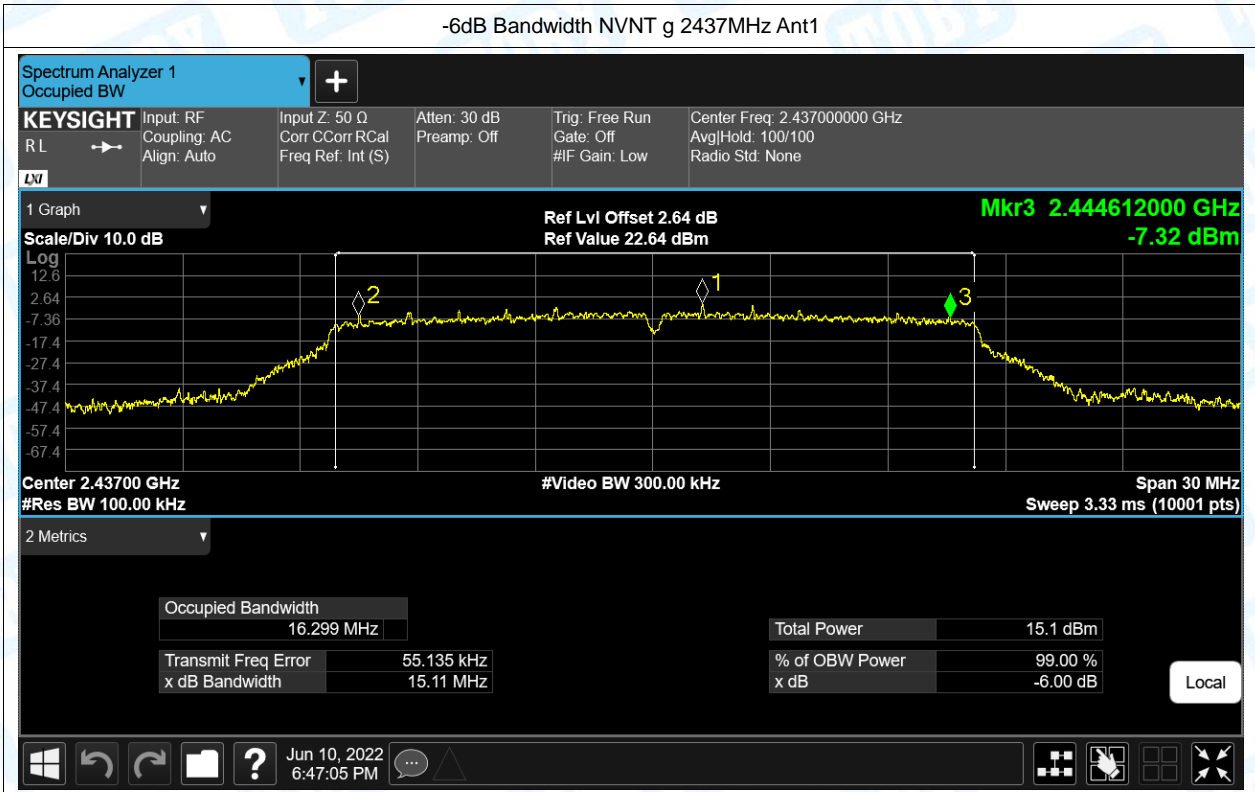 -6dB Bandwidth NVNT g 2437MHz Ant1
Spectrum Analyzer 1
Occupied BW
KEYSIGHT
R L
LXI
Input: RF
Coupling: AC
Align: Auto
Input Z: 50 Ω
Corr CCorr RCal
Freq Ref: Int (S)
Atten: 30 dB
Preamp: Off
Trig: Free Run
Gate: Off
#IF Gain: Low
Center Freq: 2.437000000 GHz
Avg|Hold: 100/100
Radio Std: None
1 Graph
Scale/Div 10.0 dB
Ref Lvl Offset 2.64 dB
Ref Value 22.64 dBm
Mkr3 2.444612000 GHz
-7.32 dBm
Log
12.6
2.64
-7.36
-17.4
-27.4
-37.4
-47.4
-57.4
-67.4
2
1
3
Center 2.43700 GHz
#Res BW 100.00 kHz
#Video BW 300.00 kHz
Span 30 MHz
Sweep 3.33 ms (10001 pts)
2 Metrics
Occupied Bandwidth
16.299 MHz
Transmit Freq Error 55.135 kHz
x dB Bandwidth 15.11 MHz
Total Power 15.1 dBm
% of OBW Power 99.00 %
x dB -6.00 dB
Local
Jun 10, 2022
6:47:05 PM